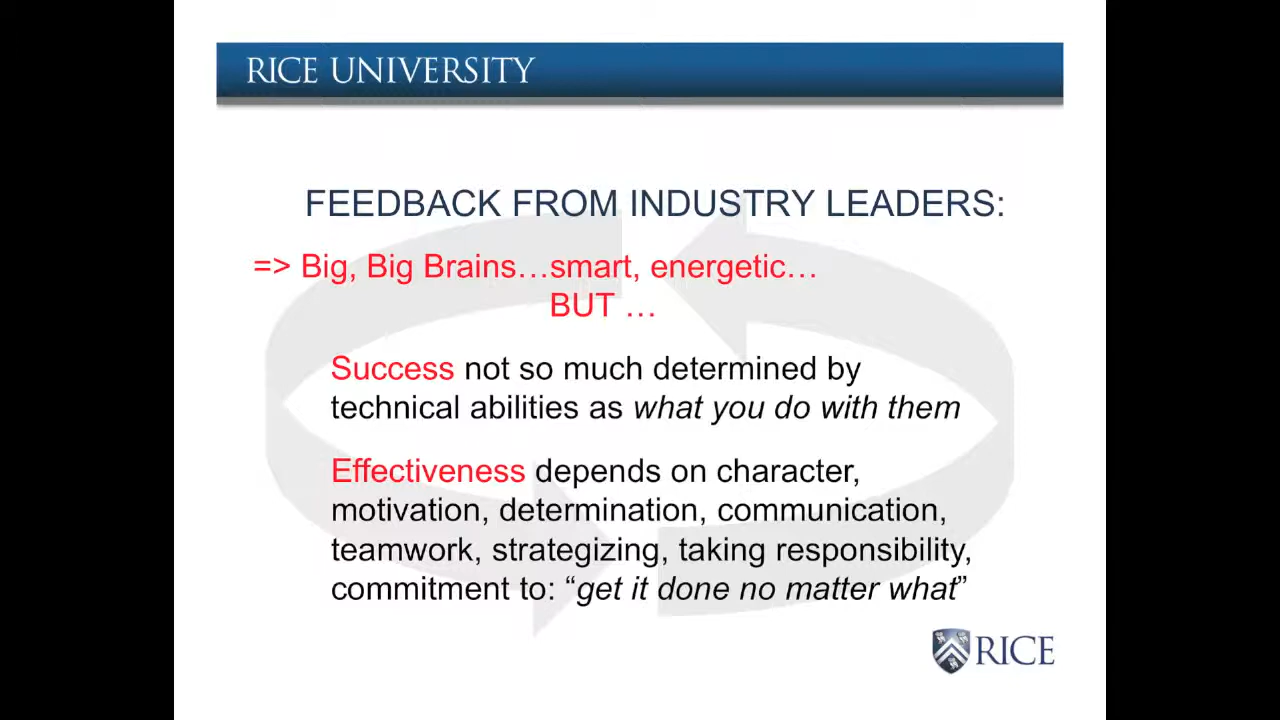 RICE UNIVERSITY
FEEDBACK FROM INDUSTRY LEADERS:
=> Big, Big Brains…smart, energetic…
BUT …
Success not so much determined by
technical abilities as what you do with them
Effectiveness depends on character,
motivation, determination, communication,
teamwork, strategizing, taking responsibility,
commitment to: “get it done no matter what”
RICE